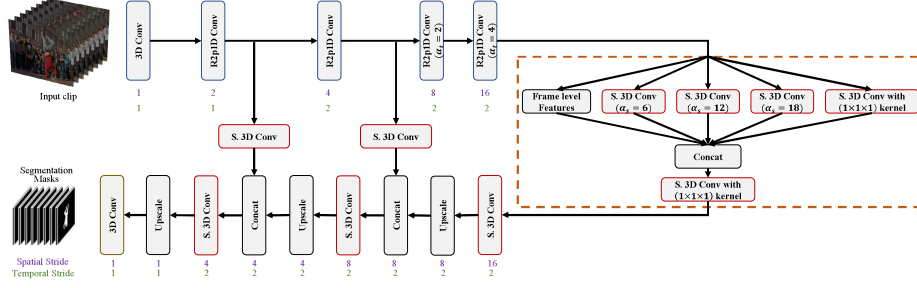 Input clip
3D Conv
R2p1D Conv
R2p1D Conv
R2p1D Conv
(αₜ = 2)
R2p1D Conv
(αₜ = 4)
1
2
4
8
16
1
1
2
2
2
S. 3D Conv
S. 3D Conv
Frame level
Features
S. 3D Conv
(αₛ = 6)
S. 3D Conv
(αₛ = 12)
S. 3D Conv
(αₛ = 18)
S. 3D Conv with
(1×1×1) kernel
Concat
S. 3D Conv with
(1×1×1) kernel
Segmentation
Masks
3D Conv
Upscale
S. 3D Conv
Concat
Upscale
S. 3D Conv
Concat
Upscale
S. 3D Conv
Spatial Stride
1
1
4
4
4
8
8
8
16
Temporal Stride
1
1
2
2
2
2
2
2
2